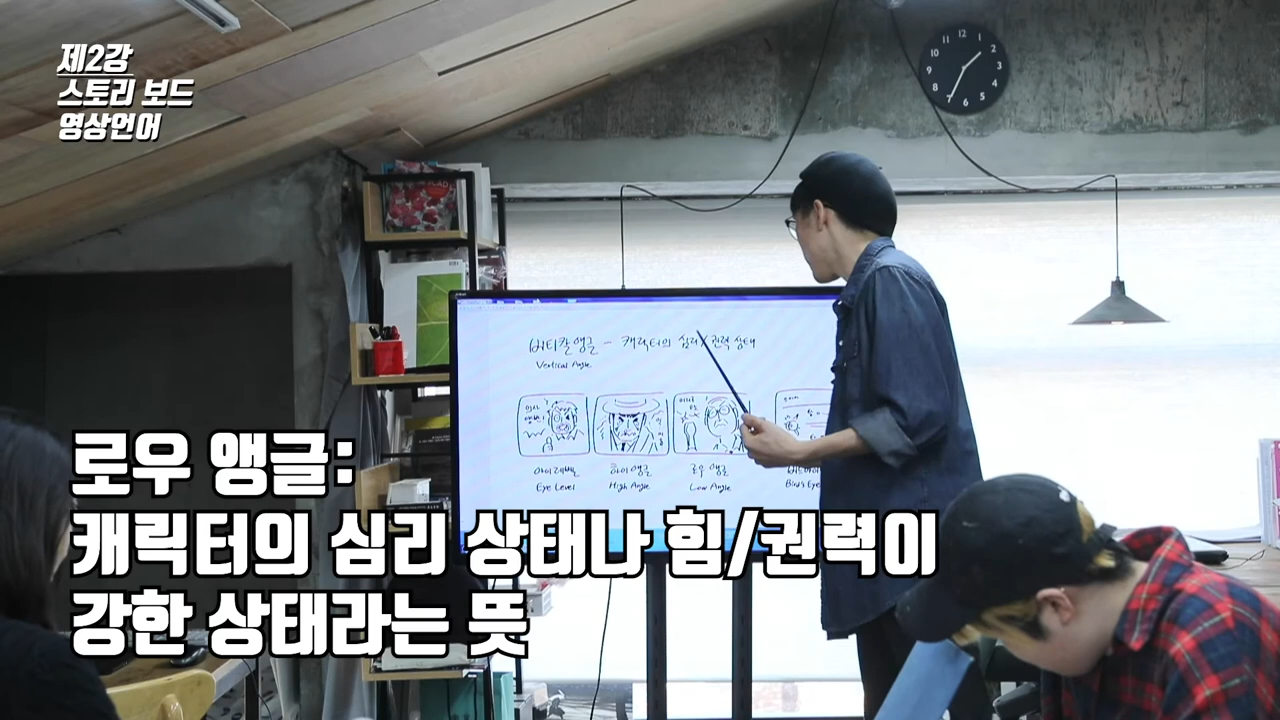 제2강
스토리 보드
영상언어
버티칼 앵글 - 캐릭터의 심리/권력 상태
Vertical Angle
아이레벨
하이 앵글
로우 앵글
Eye Level
High Angle
Low Angle
Bird's Eye
로우 앵글:
캐릭터의 심리 상태나 힘/권력이
강한 상태라는 뜻